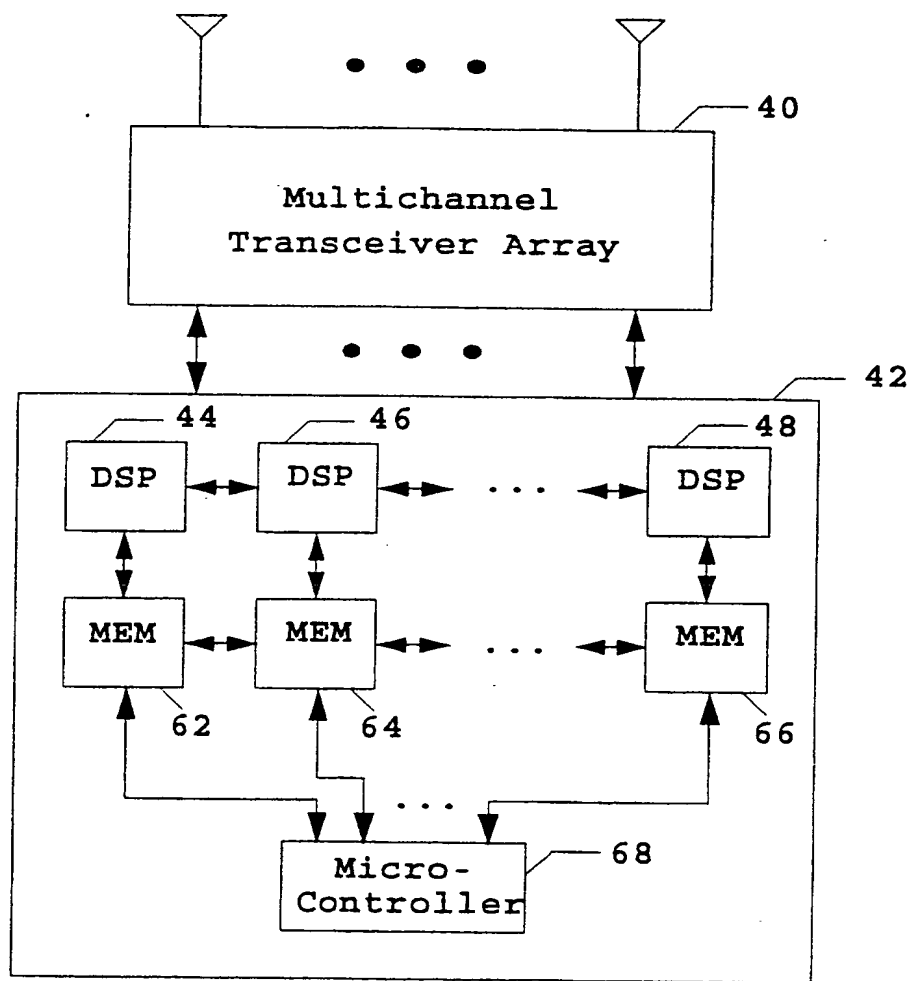 40
Multichannel
Transceiver Array
42
44
46
48
DSP
DSP
. . .
DSP
MEM
MEM
. . .
MEM
62
64
66
. . .
68
Micro-
Controller